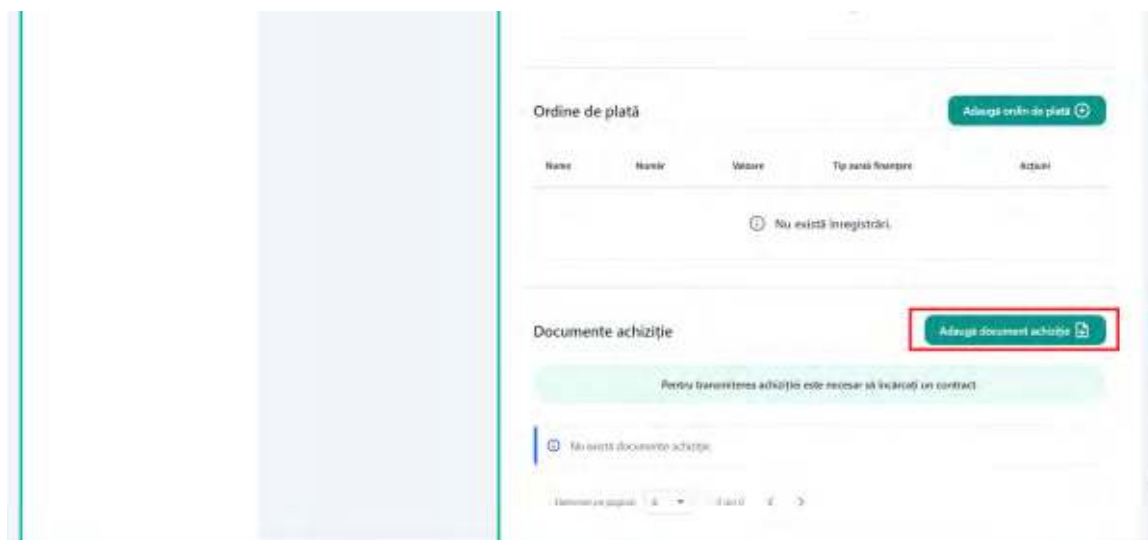 Ordine de plată
Adaugă ordin de plată
Name Număr Valoare Tip sursă finanțare Acțiuni
Nu există înregistrări.
Documente achiziție
Adaugă document achiziție
Pentru transmiterea achiziției este necesar să încărcați un contract
Nu există documente achiziție